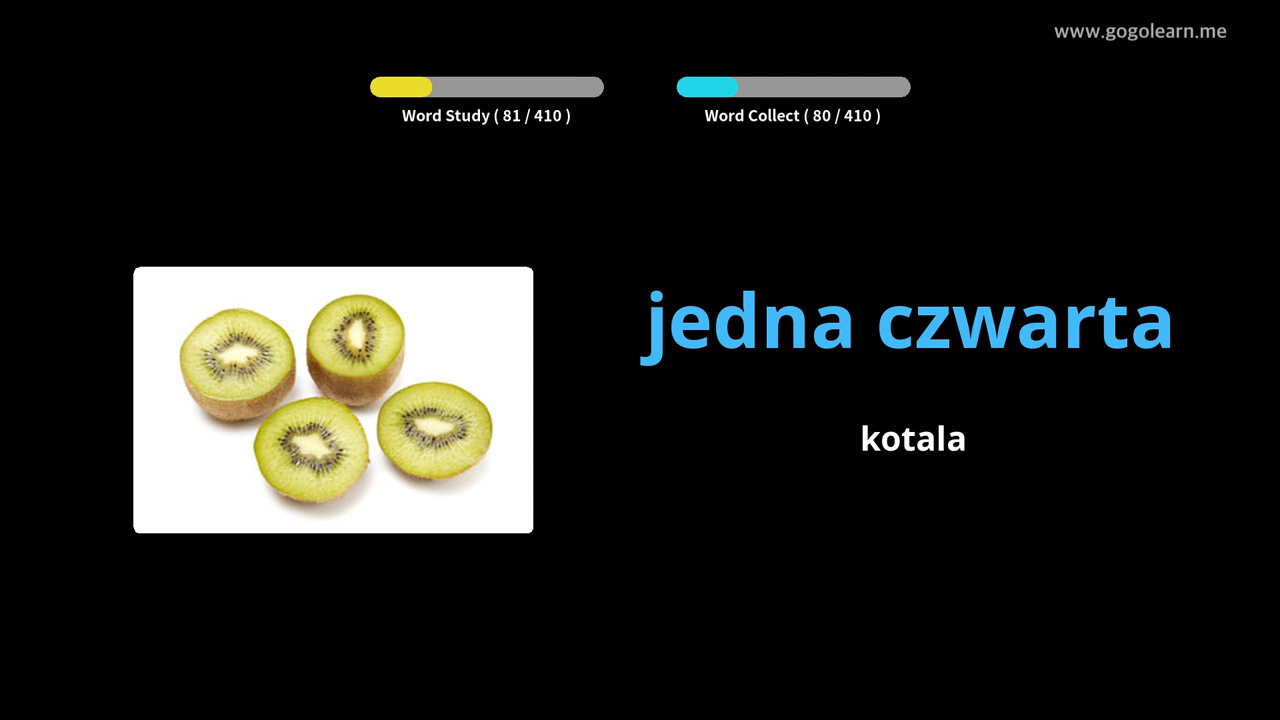 www.gogolearn.me
Word Study ( 81 / 410 )
Word Collect ( 80 / 410 )
jedna czwarta
kotala